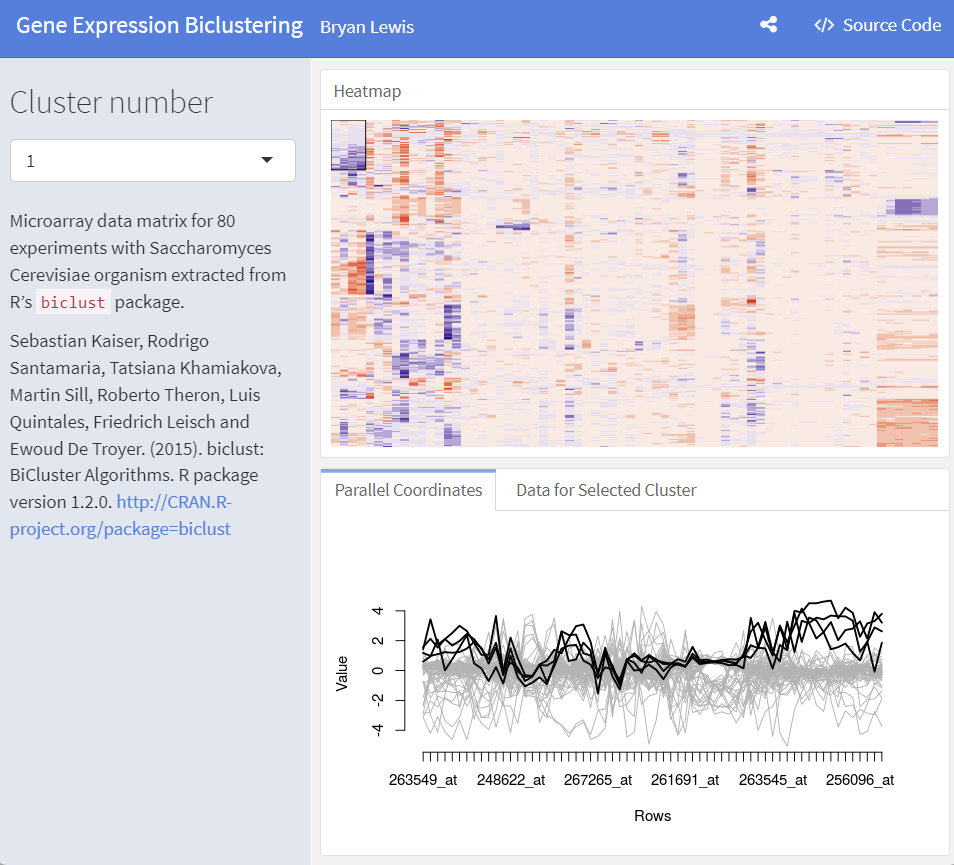 Gene Expression Biclustering Bryan Lewis </> Source Code
Cluster number
1
Microarray data matrix for 80
experiments with Saccharomyces
Cerevisiae organism extracted from
R’s biclust package.
Sebastian Kaiser, Rodrigo
Santamaria, Tatsiana Khamiakova,
Martin Sill, Roberto Theron, Luis
Quintales, Friedrich Leisch and
Ewoud De Troyer. (2015). biclust:
BiCluster Algorithms. R package
version 1.2.0. http://CRAN.R-
project.org/package=biclust
Heatmap
Parallel Coordinates Data for Selected Cluster
Value
4
2
0
-2
-4
263549_at 248622_at 267265_at 261691_at 263545_at 256096_at
Rows